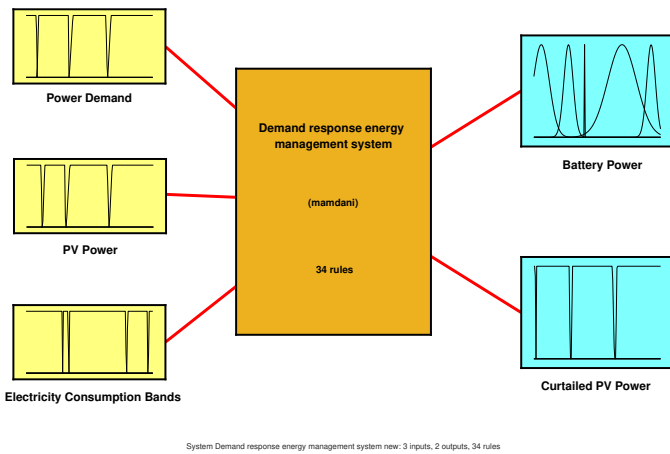 Power Demand
PV Power
Electricity Consumption Bands
Demand response energy
management system
(mamdani)
34 rules
Battery Power
Curtailed PV Power
System Demand response energy management system new: 3 inputs, 2 outputs, 34 rules